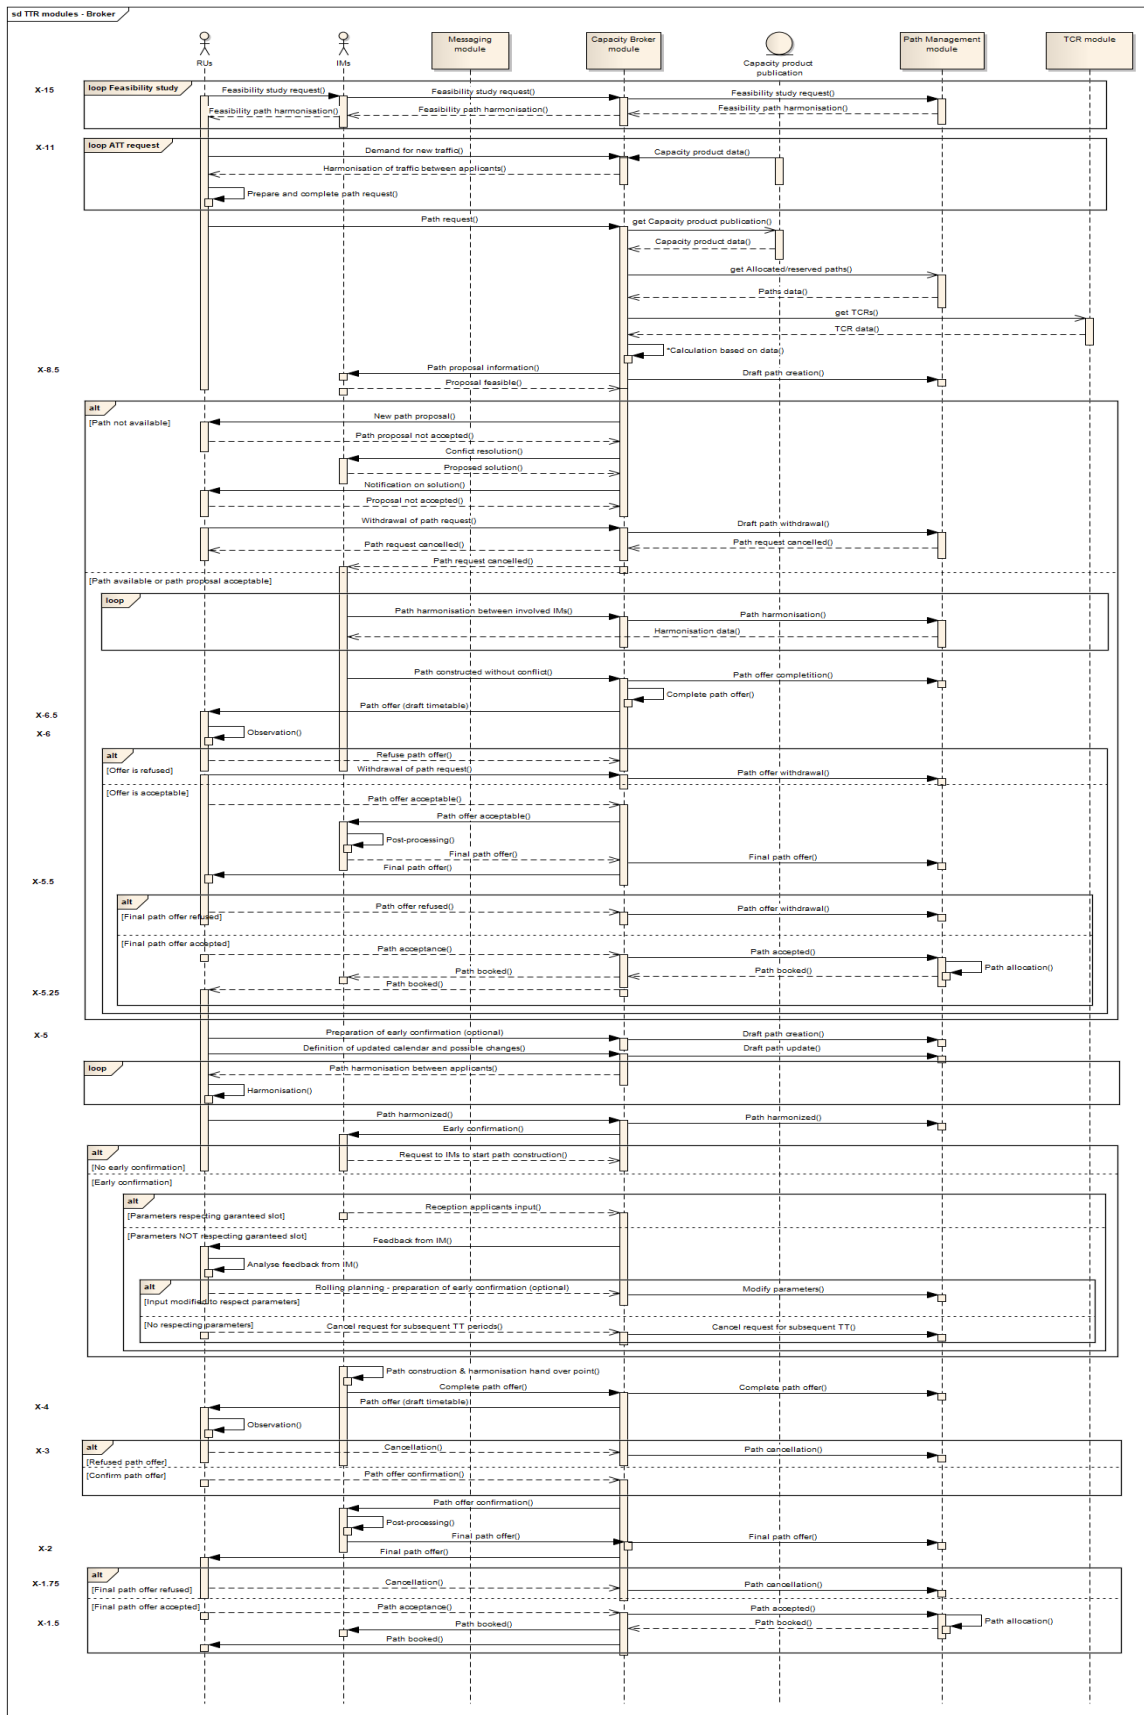 sd TTR modules - Broker
RUs
IMs
Messaging
module
Capacity Broker
module
Capacity product
publication
Path Management
module
TCR module
X-15
loop Feasibility study
Feasibility study request()
Feasibility study request()
Feasibility study request()
Feasibility path harmonisation()
Feasibility path harmonisation()
Feasibility path harmonisation()
X-11
loop ATT request
Demand for new traffic()
Capacity product data()
Harmonisation of traffic between applicants()
Prepare and complete path request()
Path request()
get Capacity product publication()
Capacity product data()
get Allocated/reserved paths()
Paths data()
get TCRs()
TCR data()
*Calculation based on data()
X-8.5
Path proposal information()
Draft path creation()
Proposal feasible()
alt
[Path not available]
New path proposal()
Path proposal not accepted()
Confict resolution()
Proposed solution()
Notification on solution()
Proposal not accepted()
Withdrawal of path request()
Draft path withdrawal()
Path request cancelled()
Path request cancelled()
Path request cancelled()
[Path available or path proposal acceptable]
loop
Path harmonisation between involved IMs()
Path harmonisation()
Harmonisation data()
Path constructed without conflict()
Path offer completition()
Complete path offer()
X-6.5
Path offer (draft timetable)
X-6
Observation()
alt
[Offer is refused]
Refuse path offer()
Withdrawal of path request()
Path offer withdrawal()
[Offer is acceptable]
Path offer acceptable()
Path offer acceptable()
Post-processing()
Final path offer()
Final path offer()
Final path offer()
X-5.5
alt
[Final path offer refused]
Path offer refused()
Path offer withdrawal()
[Final path offer accepted]
Path acceptance()
Path accepted()
Path allocation()
Path booked()
Path booked()
Path booked()
X-5.25
X-5
Preparation of early confirmation (optional)
Draft path creation()
Definition of updated calendar and possible changes()
Draft path update()
loop
Path harmonisation between applicants()
Harmonisation()
Path harmonized()
Path harmonized()
Early confirmation()
alt
[No early confirmation]
Request to IMs to start path construction()
[Early confirmation]
alt
[Parameters respecting garanteed slot]
Reception applicants input()
[Parameters NOT respecting garanteed slot]
Feedback from IM()
Analyse feedback from IM()
alt
[Input modified to respect parameters]
Rolling planning - preparation of early confirmation (optional)
Modify parameters()
[No respecting parameters]
Cancel request for subsequent TT periods()
Cancel request for subsequent TT()
Path construction & harmonisation hand over point()
Complete path offer()
Complete path offer()
X-4
Path offer (draft timetable)
Observation()
X-3
alt
[Refused path offer]
Cancellation()
Path cancellation()
[Confirm path offer]
Path offer confirmation()
Path offer confirmation()
Post-processing()
Final path offer()
Final path offer()
X-2
Final path offer()
alt
X-1.75
[Final path offer refused]
Cancellation()
Path cancellation()
[Final path offer accepted]
Path acceptance()
Path accepted()
X-1.5
Path allocation()
Path booked()
Path booked()
Path booked()